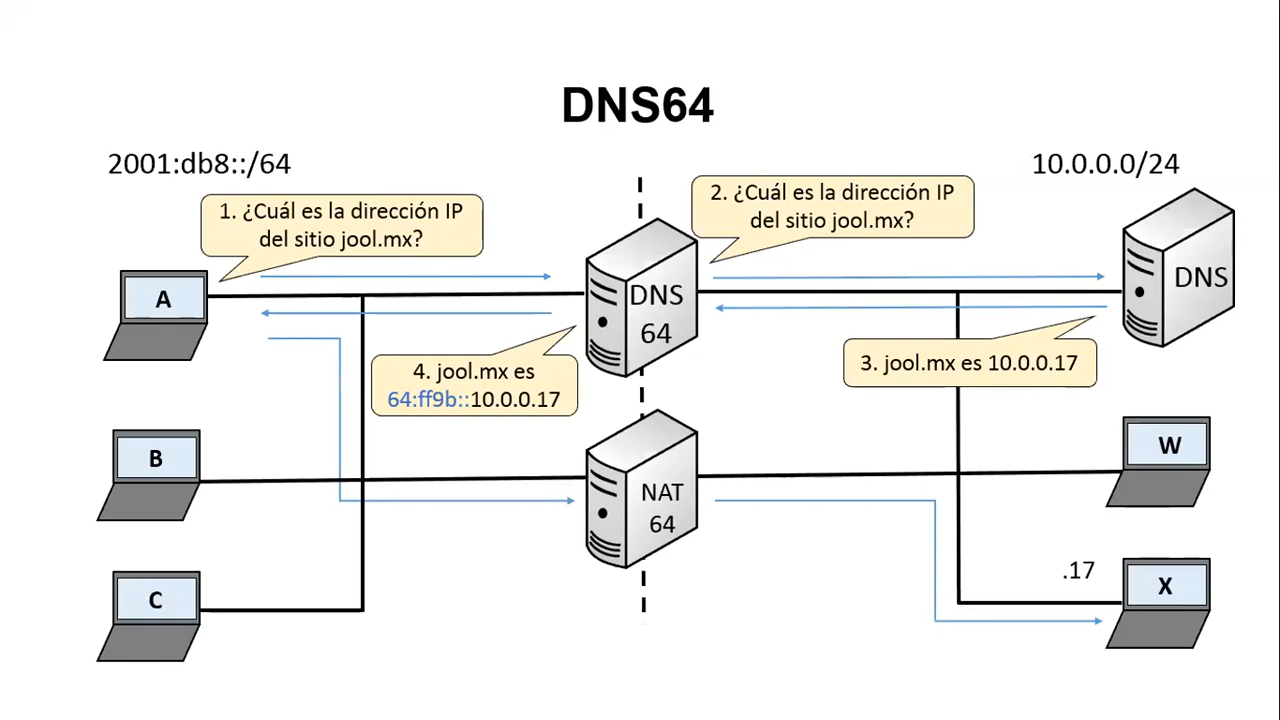 DNS64
2001:db8::/64
10.0.0.0/24
1. ¿Cuál es la dirección IP
del sitio jool.mx?
2. ¿Cuál es la dirección IP
del sitio jool.mx?
A
DNS
64
DNS
4. jool.mx es
64:ff9b::10.0.0.17
3. jool.mx es 10.0.0.17
B
NAT
64
W
C
.17
X